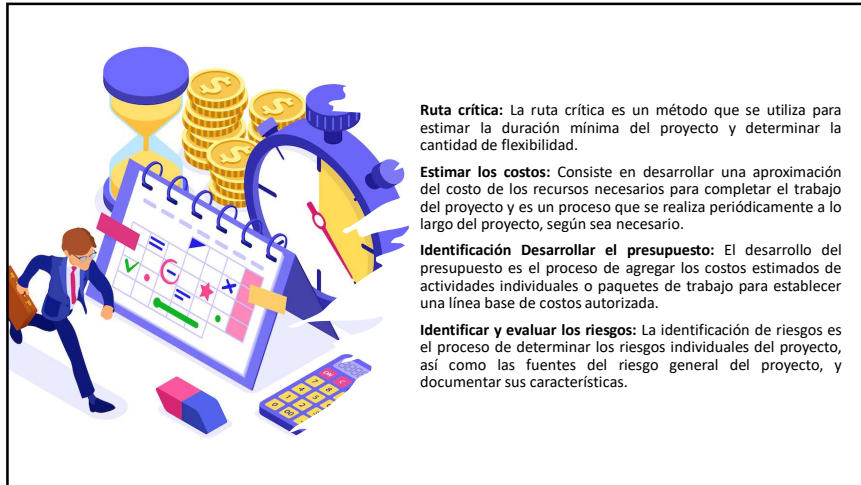 Ruta crítica: La ruta crítica es un método que se utiliza para
estimar la duración mínima del proyecto y determinar la
cantidad de flexibilidad.
Estimar los costos: Consiste en desarrollar una aproximación
del costo de los recursos necesarios para completar el trabajo
del proyecto y es un proceso que se realiza periódicamente a lo
largo del proyecto, según sea necesario.
Identificación Desarrollar el presupuesto: El desarrollo del
presupuesto es el proceso de agregar los costos estimados de
actividades individuales o paquetes de trabajo para establecer
una línea base de costos autorizada.
Identificar y evaluar los riesgos: La identificación de riesgos es
el proceso de determinar los riesgos individuales del proyecto,
así como las fuentes del riesgo general del proyecto, y
documentar sus características.